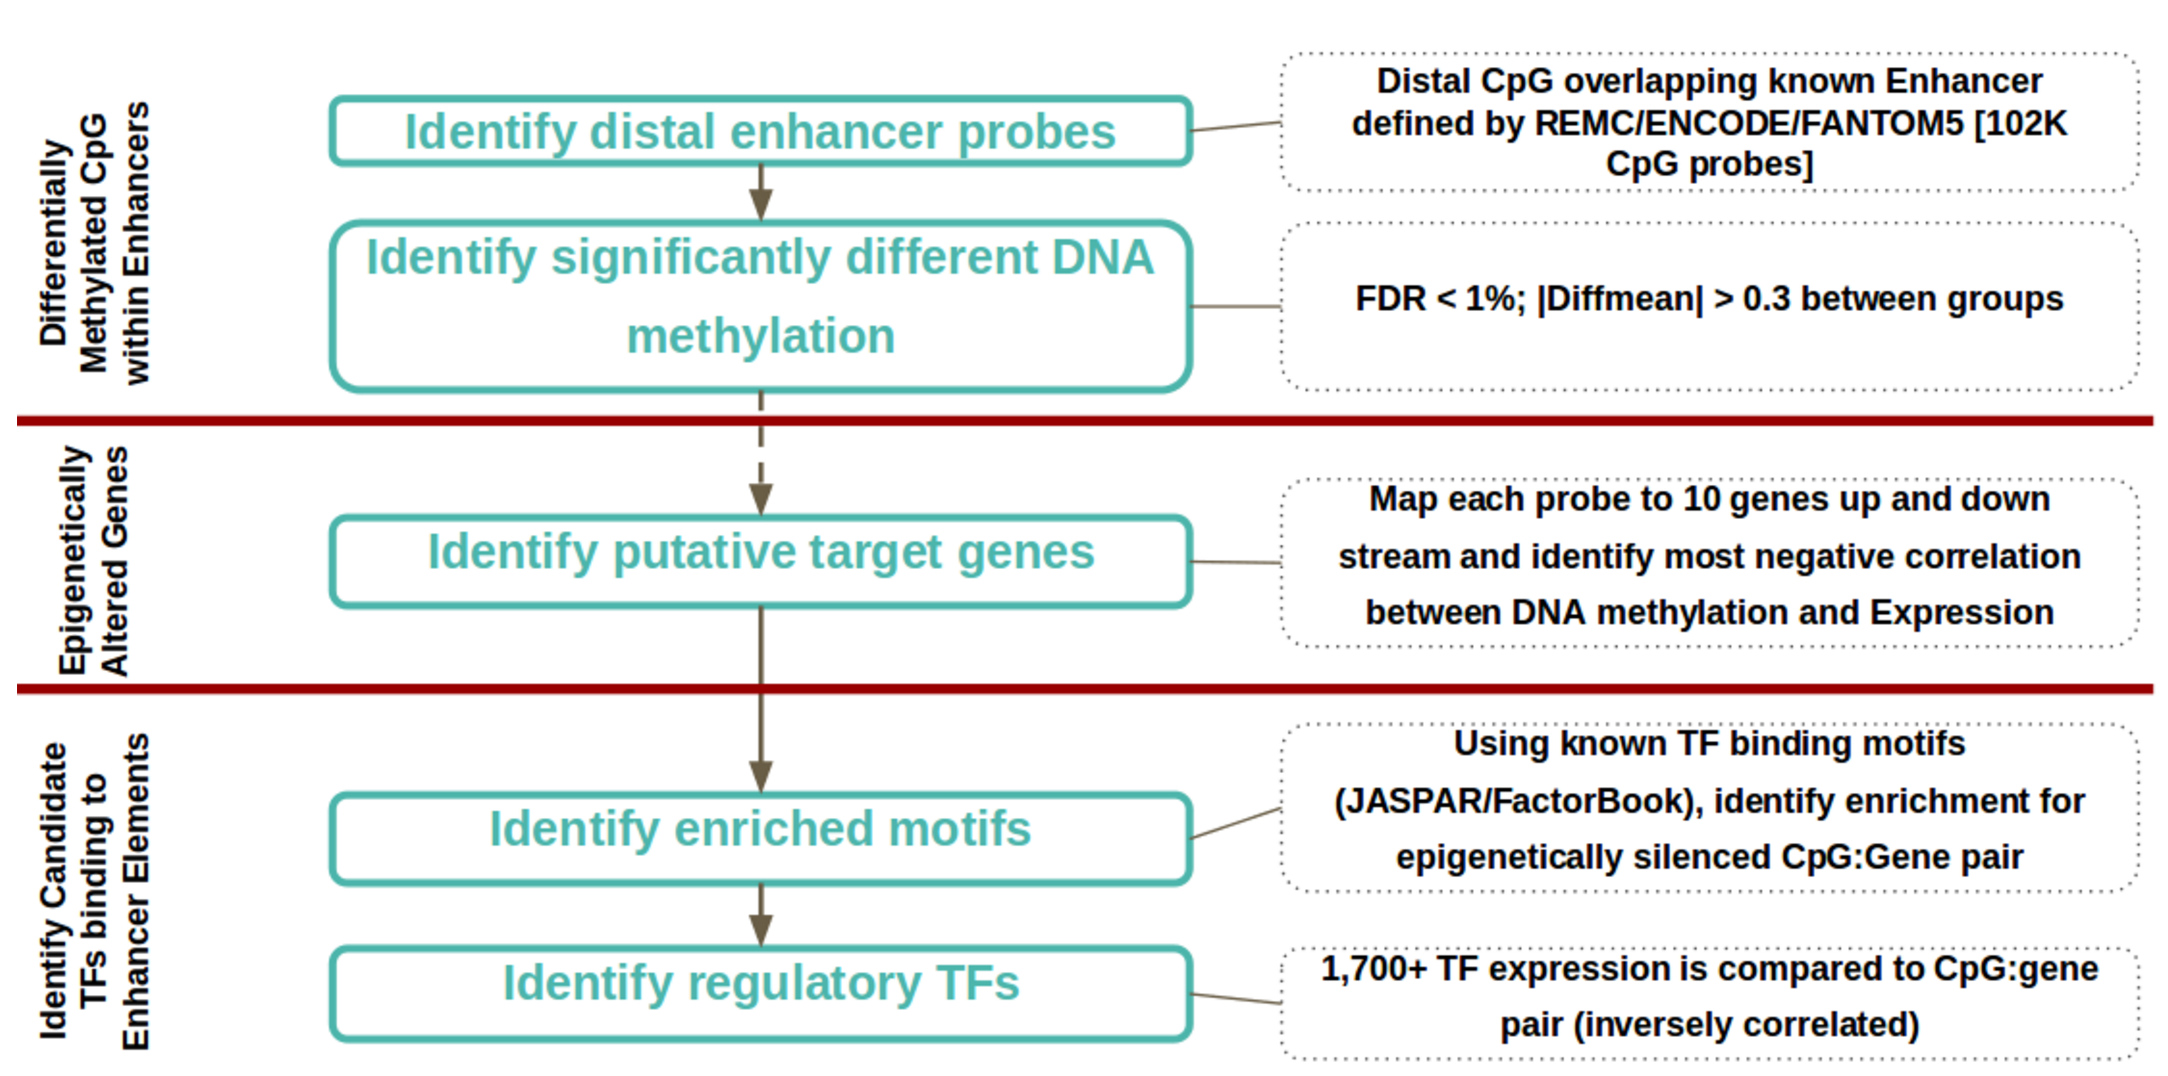 Differentially
Methylated CpG
within Enhancers
Identify distal enhancer probes
Distal CpG overlapping known Enhancer
defined by REMC/ENCODE/FANTOM5 [102K
CpG probes]
Identify significantly different DNA
methylation
FDR < 1%; |Diffmean| > 0.3 between groups
Epigenetically
Altered Genes
Identify putative target genes
Map each probe to 10 genes up and down
stream and identify most negative correlation
between DNA methylation and Expression
Identify Candidate
TFs binding to
Enhancer Elements
Identify enriched motifs
Using known TF binding motifs
(JASPAR/FactorBook), identify enrichment for
epigenetically silenced CpG:Gene pair
Identify regulatory TFs
1,700+ TF expression is compared to CpG:gene
pair (inversely correlated)